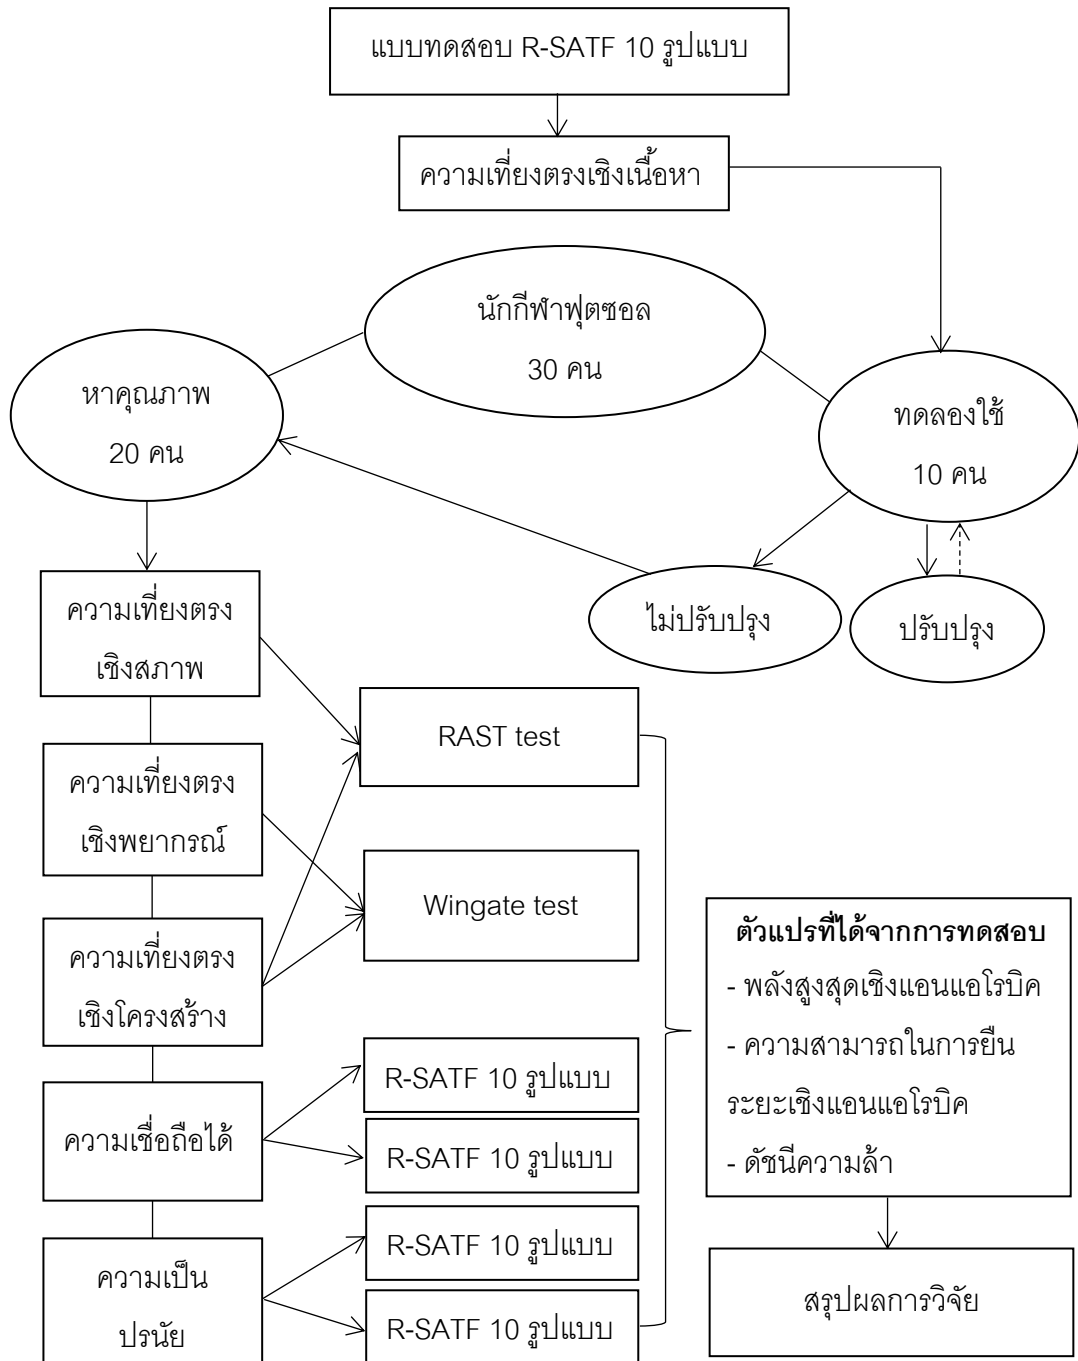 แบบทดสอบ R-SATF 10 รูปแบบ
ความเที่ยงตรงเชิงเนื้อหา
นักกีฬาฟุตซอล
30 คน
หาคุณภาพ
20 คน
ทดลองใช้
10 คน
ไม่ปรับปรุง
ปรับปรุง
ความเที่ยงตรง
เชิงสภาพ
RAST test
ความเที่ยงตรง
เชิงพยากรณ์
Wingate test
ความเที่ยงตรง
เชิงโครงสร้าง
R-SATF 10 รูปแบบ
ความเชื่อถือได้
R-SATF 10 รูปแบบ
R-SATF 10 รูปแบบ
ความเป็น
ปรนัย
R-SATF 10 รูปแบบ
ตัวแปรที่ได้จากการทดสอบ
- พลังสูงสุดเชิงแอนแอโรบิค
- ความสามารถในการยืน
ระยะเชิงแอนแอโรบิค
- ดัชนีความล้า
สรุปผลการวิจัย